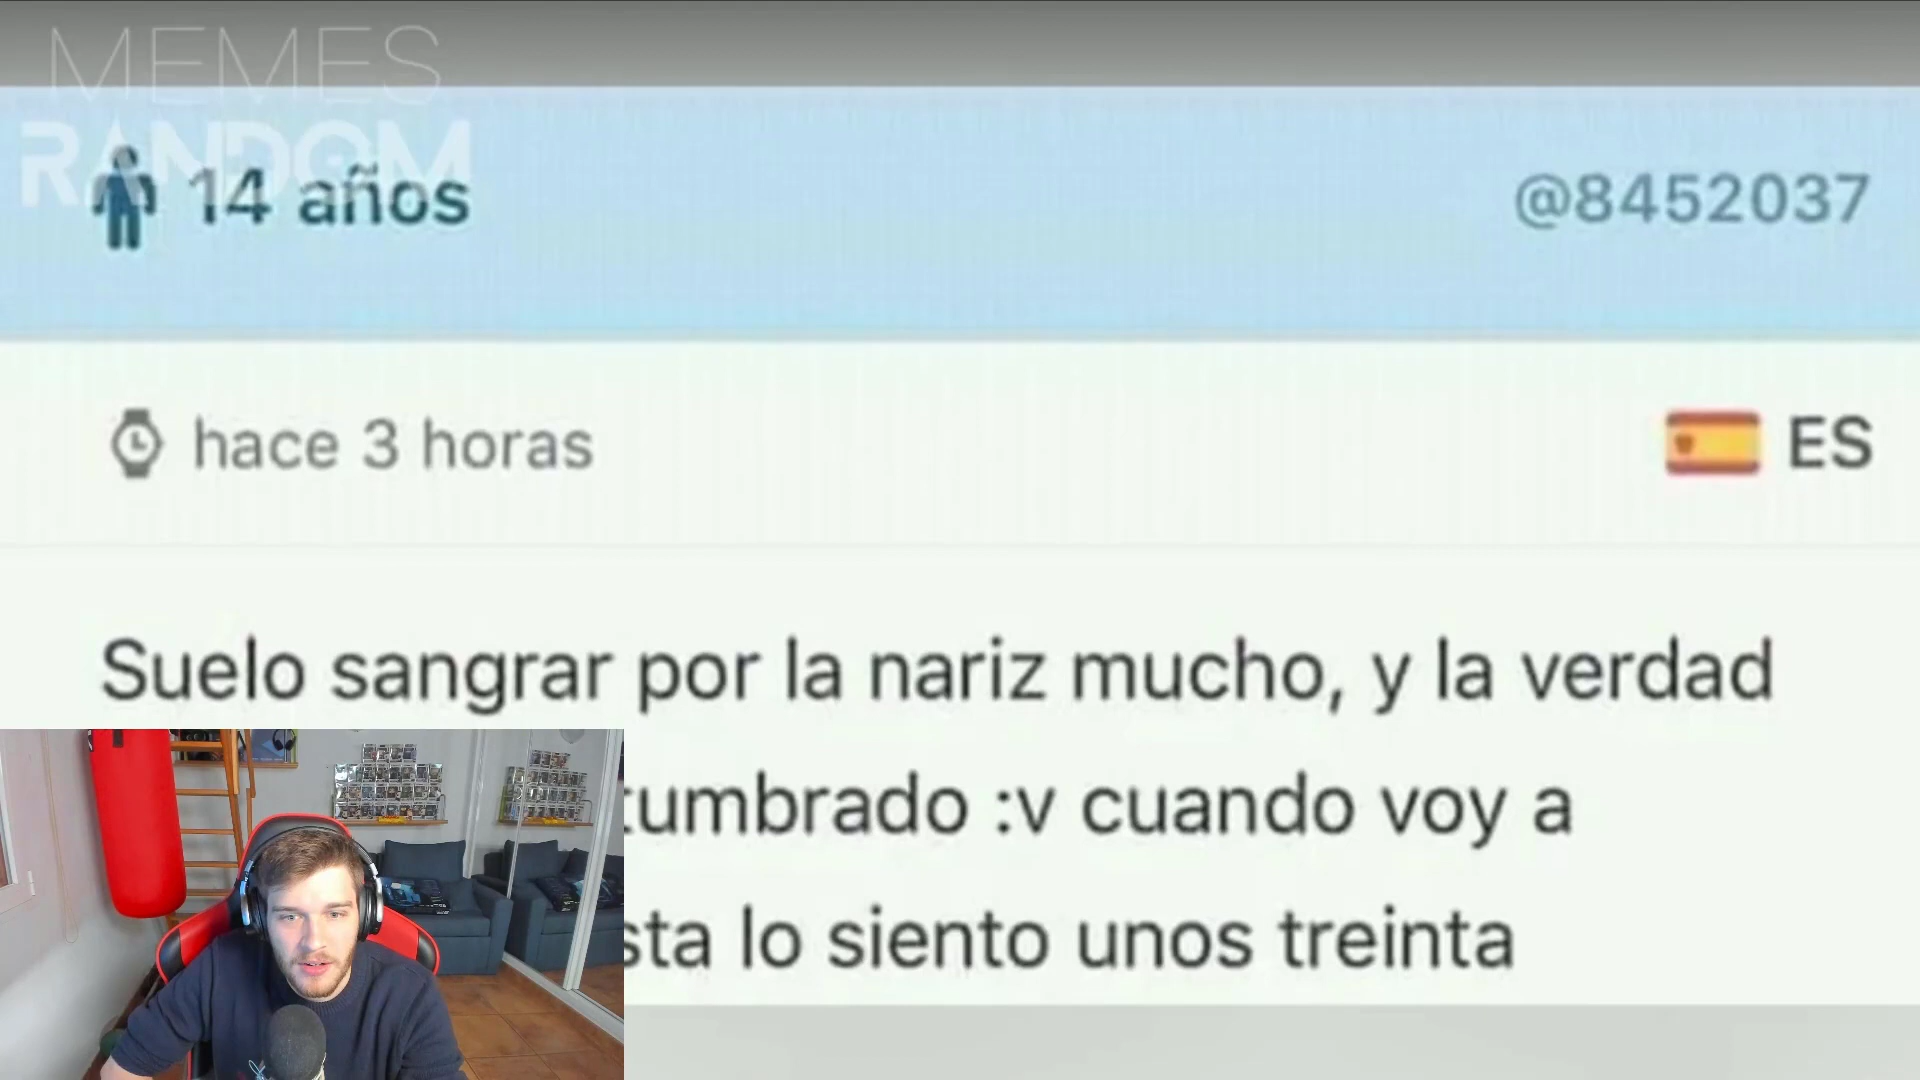 MEMES
RANDOM
14 años
@8452037
hace 3 horas
ES
Suelo sangrar por la nariz mucho, y la verdad
tumbrado :v cuando voy a
sta lo siento unos treinta